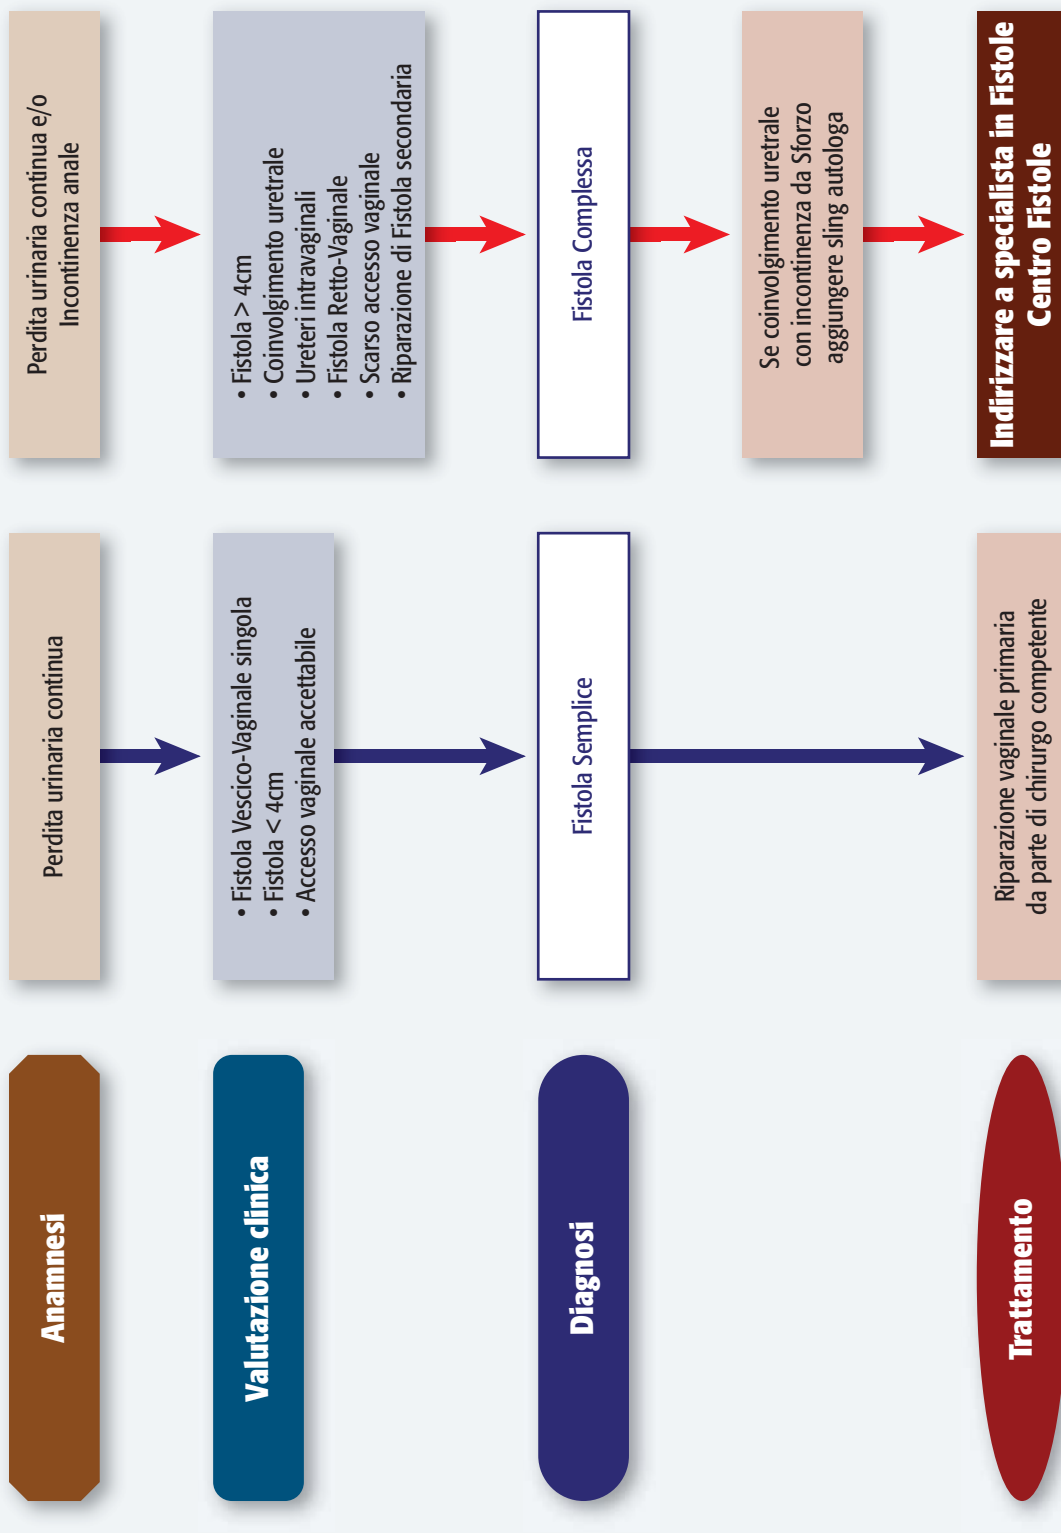 Anamnesi
Perdita urinaria continua
Perdita urinaria continua e/o
Incontinenza anale
Valutazione clinica
• Fistola Vescico-Vaginale singola
• Fistola < 4cm
• Accesso vaginale accettabile
• Fistola > 4cm
• Coinvolgimento uretrale
• Ureteri intravaginali
• Fistola Retto-Vaginale
• Scarso accesso vaginale
• Riparazione di Fistola secondaria
Diagnosi
Fistola Semplice
Fistola Complessa
Se coinvolgimento uretrale
con incontinenza da Sforzo
aggiungere sling autologa
Trattamento
Riparazione vaginale primaria
da parte di chirurgo competente
Indirizzare a specialista in Fistole
Centro Fistole